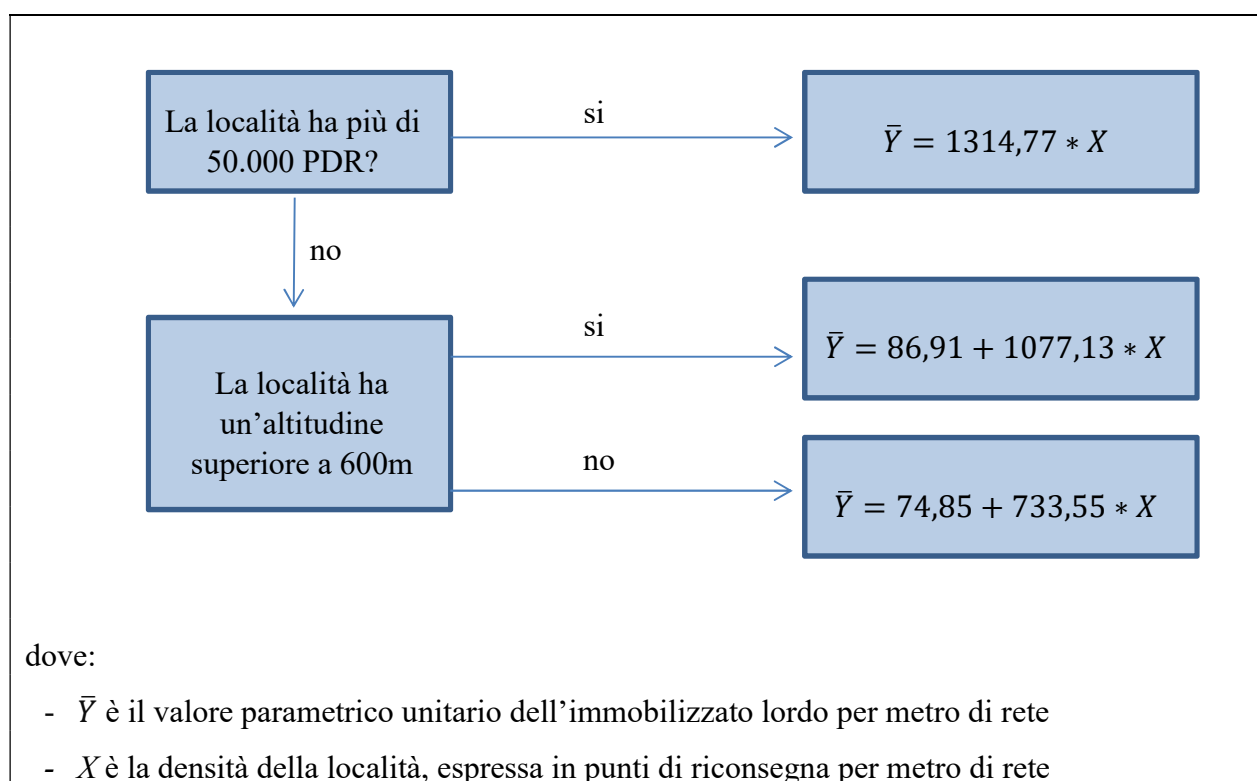 La località ha più di
50.000 PDR?
si
Ȳ = 1314,77 ∗ X
no
La località ha
un’altitudine
superiore a 600m
si
Ȳ = 86,91 + 1077,13 ∗ X
no
Ȳ = 74,85 + 733,55 ∗ X
dove:
- Ȳ è il valore parametrico unitario dell’immobilizzato lordo per metro di rete
- X è la densità della località, espressa in punti di riconsegna per metro di rete